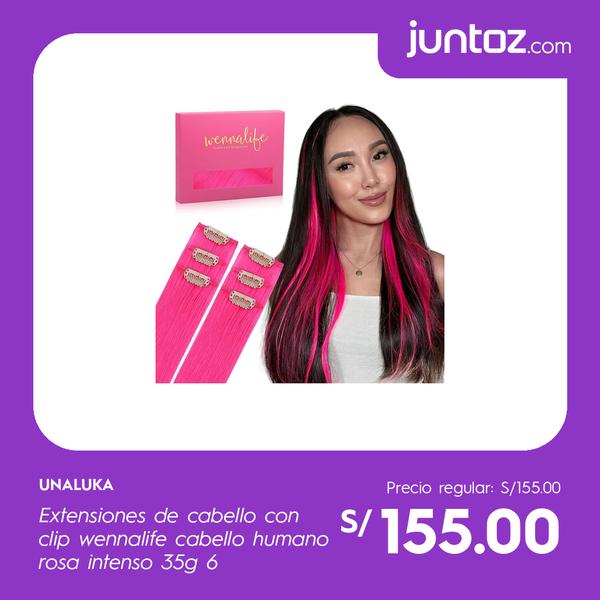 juntoz.com
wennalife
UNALUKA
Extensiones de cabello con
clip wennalife cabello humano
rosa intenso 35g 6
Precio regular: S/155.00
S/155.00